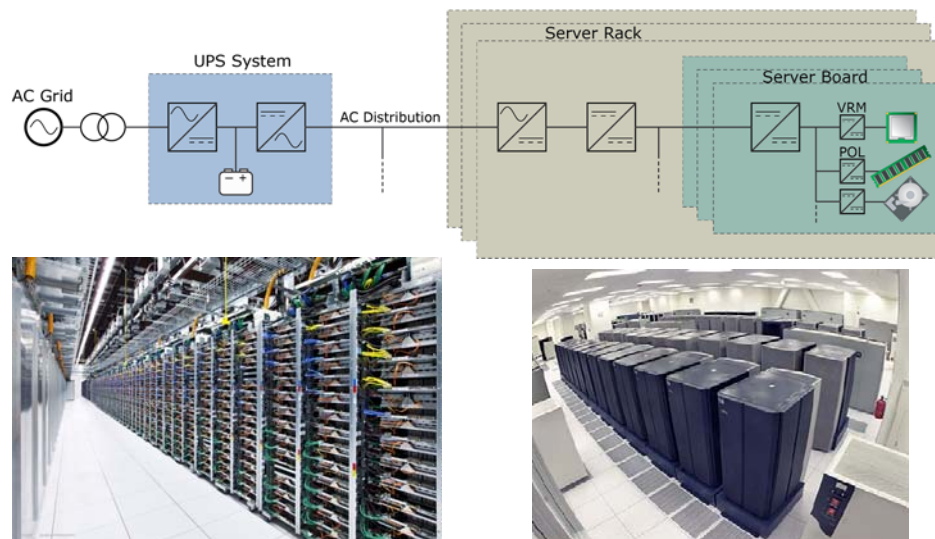 Server Rack
UPS System
Server Board
AC Grid
VRM
AC Distribution
POL
- +